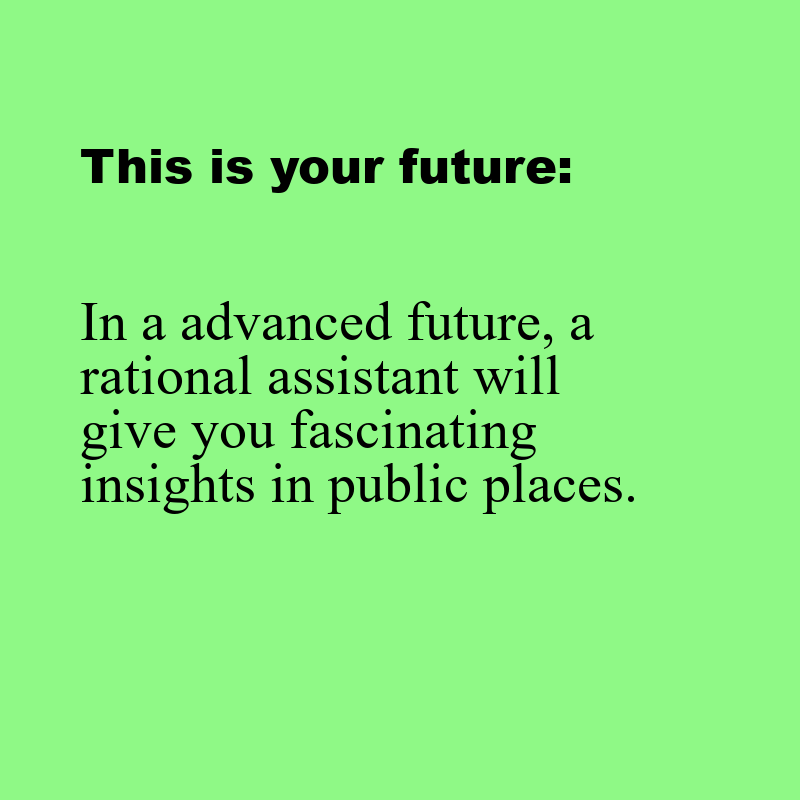 This is your future:
In a advanced future, a
rational assistant will
give you fascinating
insights in public places.